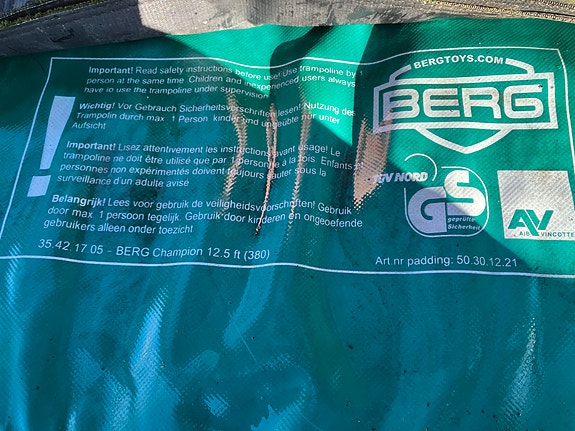 Important! Read safety instructions before use! Use trampoline by 1
person at the same time. Children and inexperienced users always
have to use the trampoline under supervision
Wichtig! Vor Gebrauch Sicherheitsvorschriften lesen! Nutzung des
Trampolin durch max 1 Person kinder und ungeübte nur unter
Aufsicht
Important! Lisez attentivement les instructions avant usage! Le
trampoline ne doit être utilisé que par 1 personne à la fois. Enfants et
personnes non expérimentés doivent toujours sauter sous la
surveillance d'un adulte avisé
Belangrijk! Lees voor gebruik de veiligheidsvoorschriften! Gebruik
door max 1 persoon tegelijk. Gebruik door kinderen en ongeoefende
gebruikers alleen onder toezicht
35.42.17.05 - BERG Champion 12.5 ft (380)
BERGTOYS.COM
BERG
TÜV NORD
GS
geprüfte
Sicherheit
AV
AIB VINCOTTE
Art.nr padding: 50.30.12.21